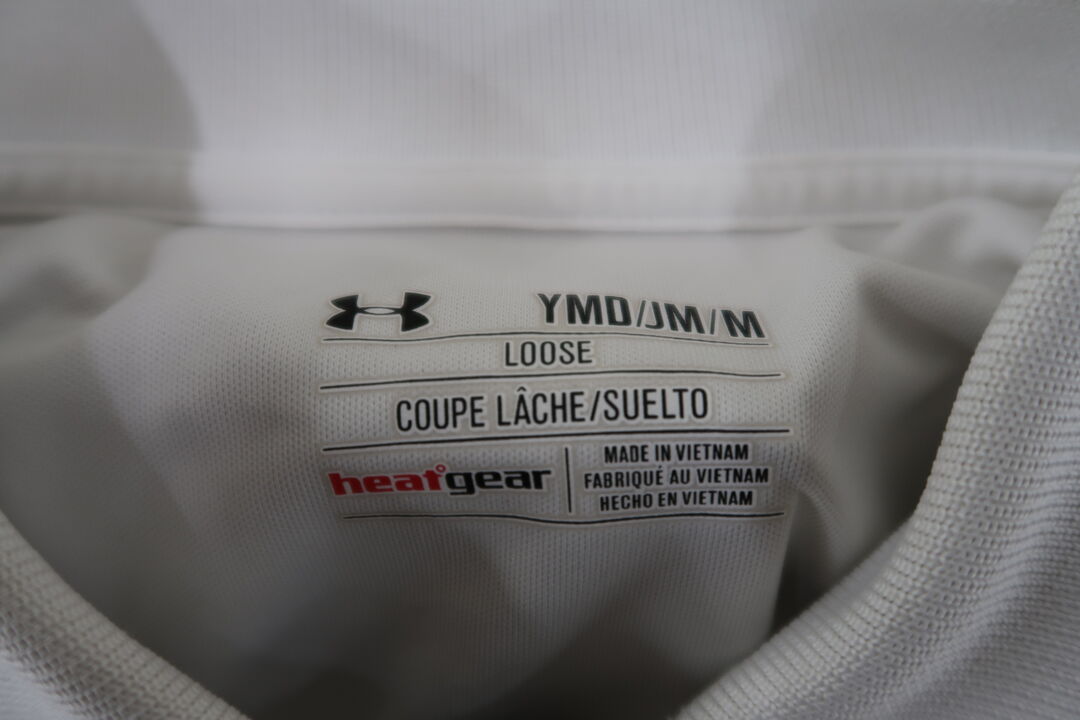 YMD/JM/M
LOOSE
COUPE LÂCHE/SUELTO
heatgear
MADE IN VIETNAM
FABRIQUÉ AU VIETNAM
HECHO EN VIETNAM